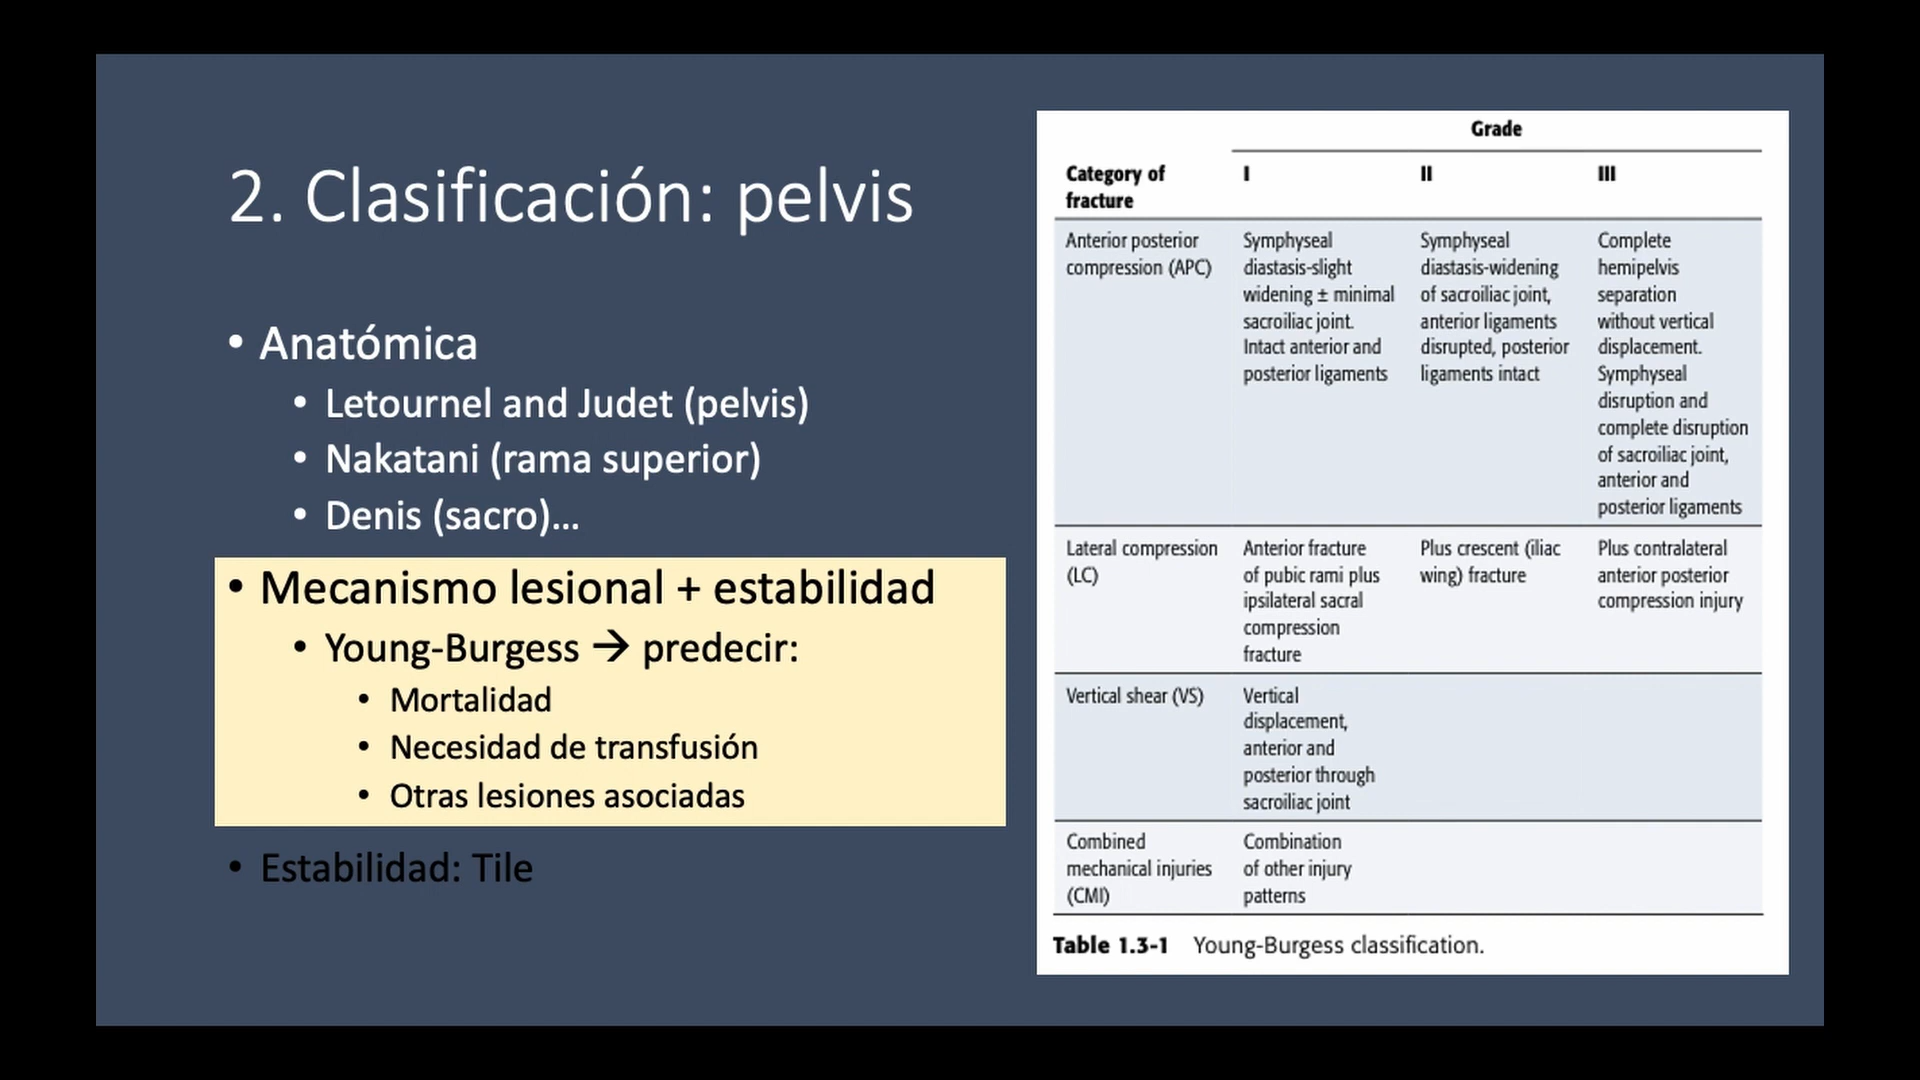 2. Clasificación: pelvis
• Anatómica
• Letournel and Judet (pelvis)
• Nakatani (rama superior)
• Denis (sacro)...
• Mecanismo lesional + estabilidad
• Young-Burgess → predecir:
• Mortalidad
• Necesidad de transfusión
• Otras lesiones asociadas
• Estabilidad: Tile
Grade
Category of
fracture
I
II
III
Anterior posterior
compression (APC)
Symphyseal
diastasis-slight
widening ± minimal
sacroiliac joint.
Intact anterior and
posterior ligaments
Symphyseal
diastasis-widening
of sacroiliac joint,
anterior ligaments
disrupted, posterior
ligaments intact
Complete
hemipelvis
separation
without vertical
displacement.
Symphyseal
disruption and
complete disruption
of sacroiliac joint,
anterior and
posterior ligaments
Lateral compression
(LC)
Anterior fracture
of pubic rami plus
ipsilateral sacral
compression
fracture
Plus crescent (iliac
wing) fracture
Plus contralateral
anterior posterior
compression injury
Vertical shear (VS)
Vertical
displacement,
anterior and
posterior through
sacroiliac joint
Combined
mechanical injuries
(CMI)
Combination
of other injury
patterns
Table 1.3-1 Young-Burgess classification.